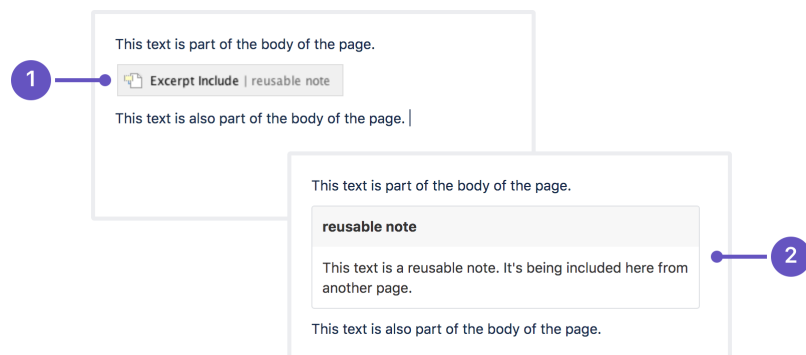 This text is part of the body of the page.
1
Excerpt Include | reusable note
This text is also part of the body of the page.
This text is part of the body of the page.
reusable note
2
This text is a reusable note. It's being included here from
another page.
This text is also part of the body of the page.